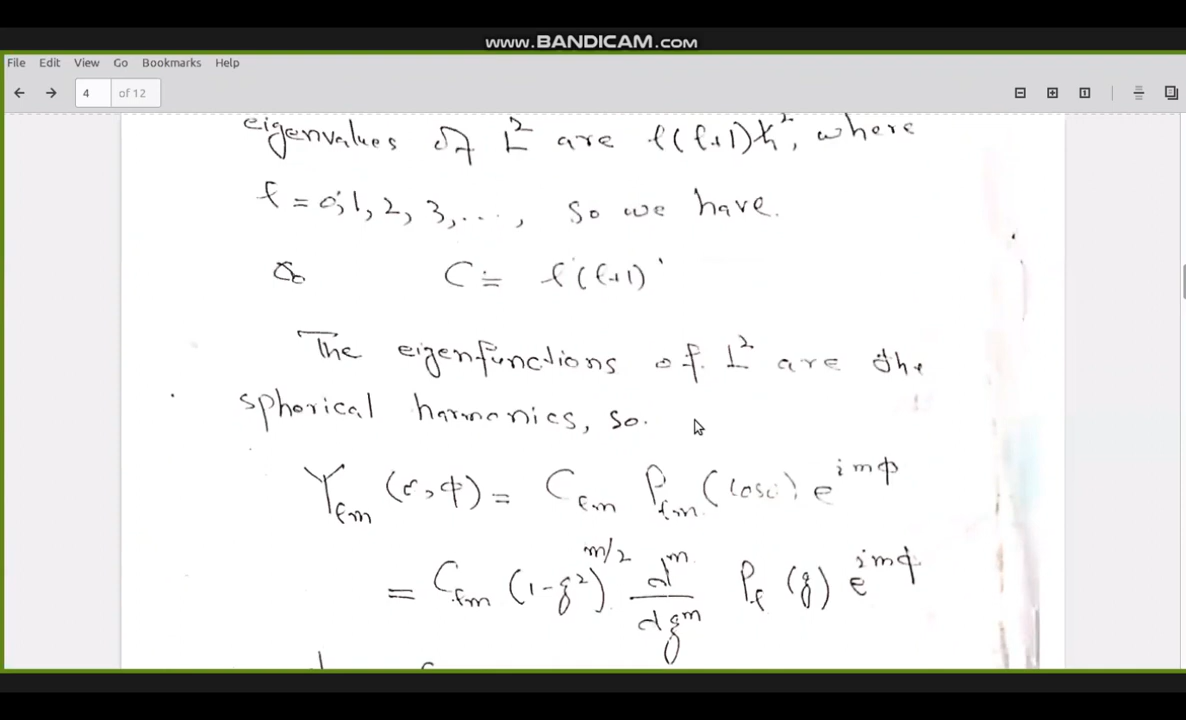 www.BANDICAM.com
File Edit View Go Bookmarks Help
4 of 12
eigenvalues of L² are ℓ(ℓ+1)ħ², where
ℓ = 0, 1, 2, 3, ..., so we have.
C = ℓ(ℓ+1)
The eigenfunctions of L² are the
spherical harmonics, so.
Yℓm (θ, φ) = Cℓm Pℓm (cosθ) e^{imφ}
= Cℓm (1-ξ²)^{m/2} d^m/dξ^m Pℓ (ξ) e^{imφ}